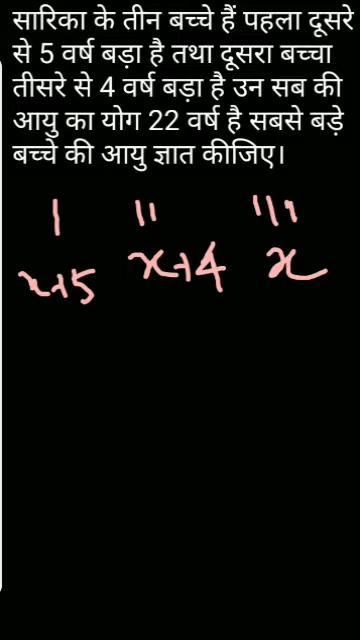 सारिका के तीन बच्चे हैं पहला दूसरे
से 5 वर्ष बड़ा है तथा दूसरा बच्चा
तीसरे से 4 वर्ष बड़ा है उन सब की
आयु का योग 22 वर्ष है सबसे बड़े
बच्चे की आयु ज्ञात कीजिए।
I II III
x+5 x+4 x